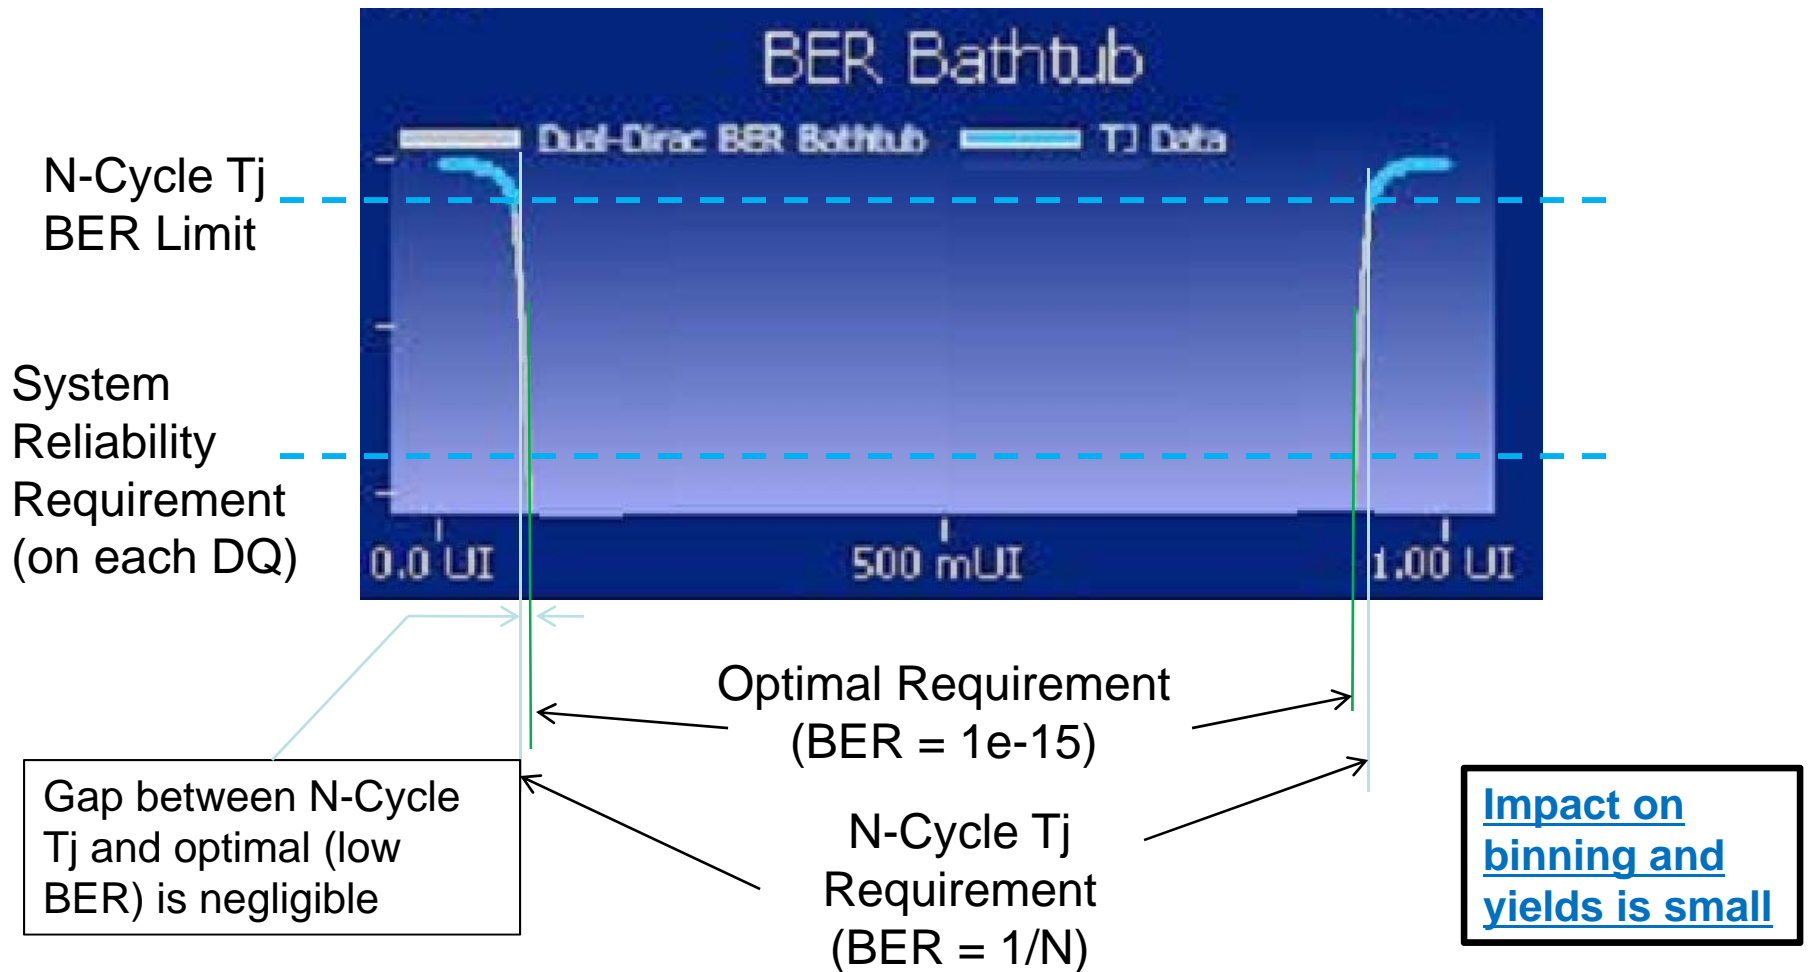 BER Bathtub
Dual-Dirac BER Bathtub
TJ Data
N-Cycle Tj
BER Limit
System
Reliability
Requirement
(on each DQ)
0.0 UI
500 mUI
1.00 UI
Optimal Requirement
(BER = 1e-15)
Gap between N-Cycle
Tj and optimal (low
BER) is negligible
N-Cycle Tj
Requirement
(BER = 1/N)
Impact on
binning and
yields is small